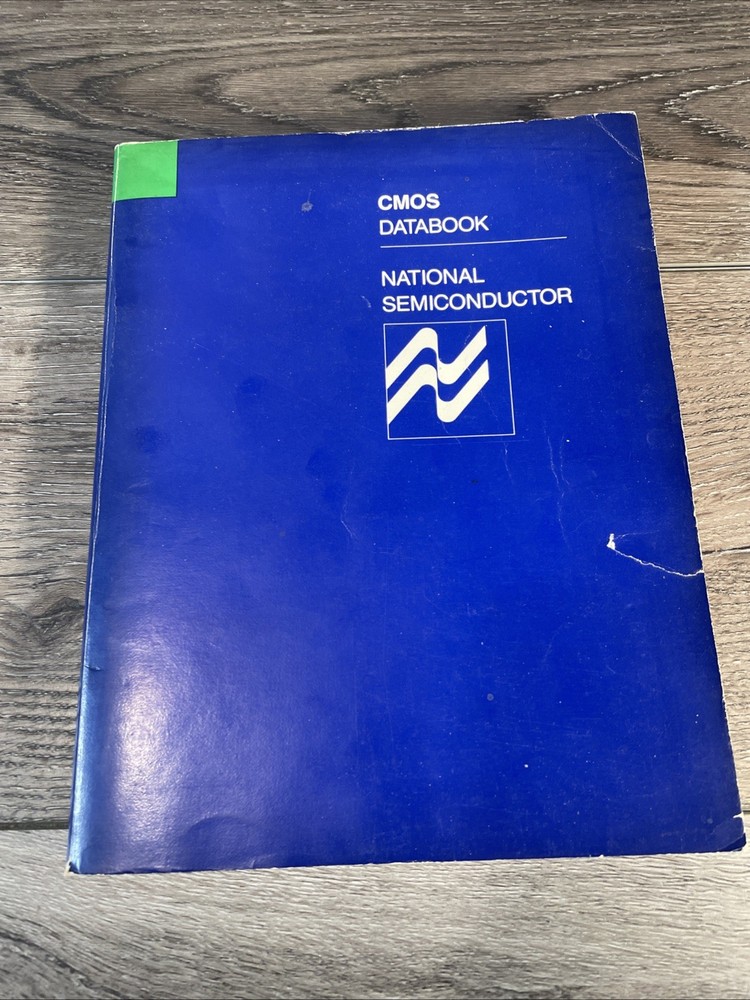 CMOS
DATABOOK
NATIONAL
SEMICONDUCTOR